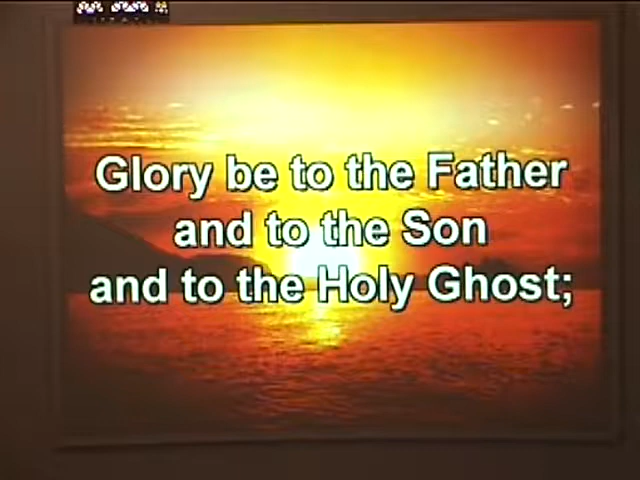 Glory be to the Father
and to the Son
and to the Holy Ghost;